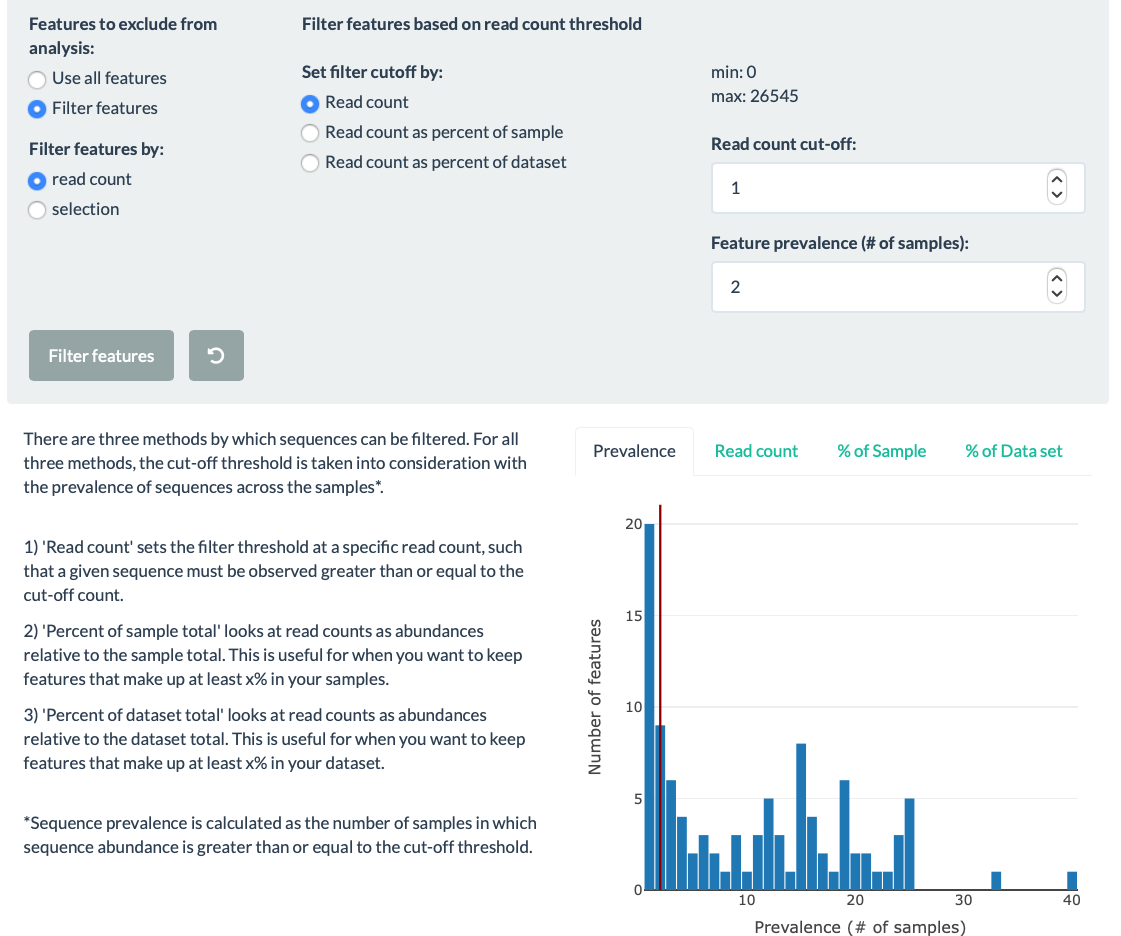 Features to exclude from
analysis:
Use all features
Filter features
Filter features by:
read count
selection
Filter features based on read count threshold
Set filter cutoff by:
Read count
Read count as percent of sample
Read count as percent of dataset
min: 0
max: 26545
Read count cut-off:
1
Feature prevalence (# of samples):
2
Filter features
There are three methods by which sequences can be filtered. For all
three methods, the cut-off threshold is taken into consideration with
the prevalence of sequences across the samples*.
1) 'Read count' sets the filter threshold at a specific read count, such
that a given sequence must be observed greater than or equal to the
cut-off count.
2) 'Percent of sample total' looks at read counts as abundances
relative to the sample total. This is useful for when you want to keep
features that make up at least x% in your samples.
3) 'Percent of dataset total' looks at read counts as abundances
relative to the dataset total. This is useful for when you want to keep
features that make up at least x% in your dataset.
*Sequence prevalence is calculated as the number of samples in which
sequence abundance is greater than or equal to the cut-off threshold.
Prevalence
Read count
% of Sample
% of Data set
Number of features
20
15
10
5
0
10
20
30
40
Prevalence (# of samples)